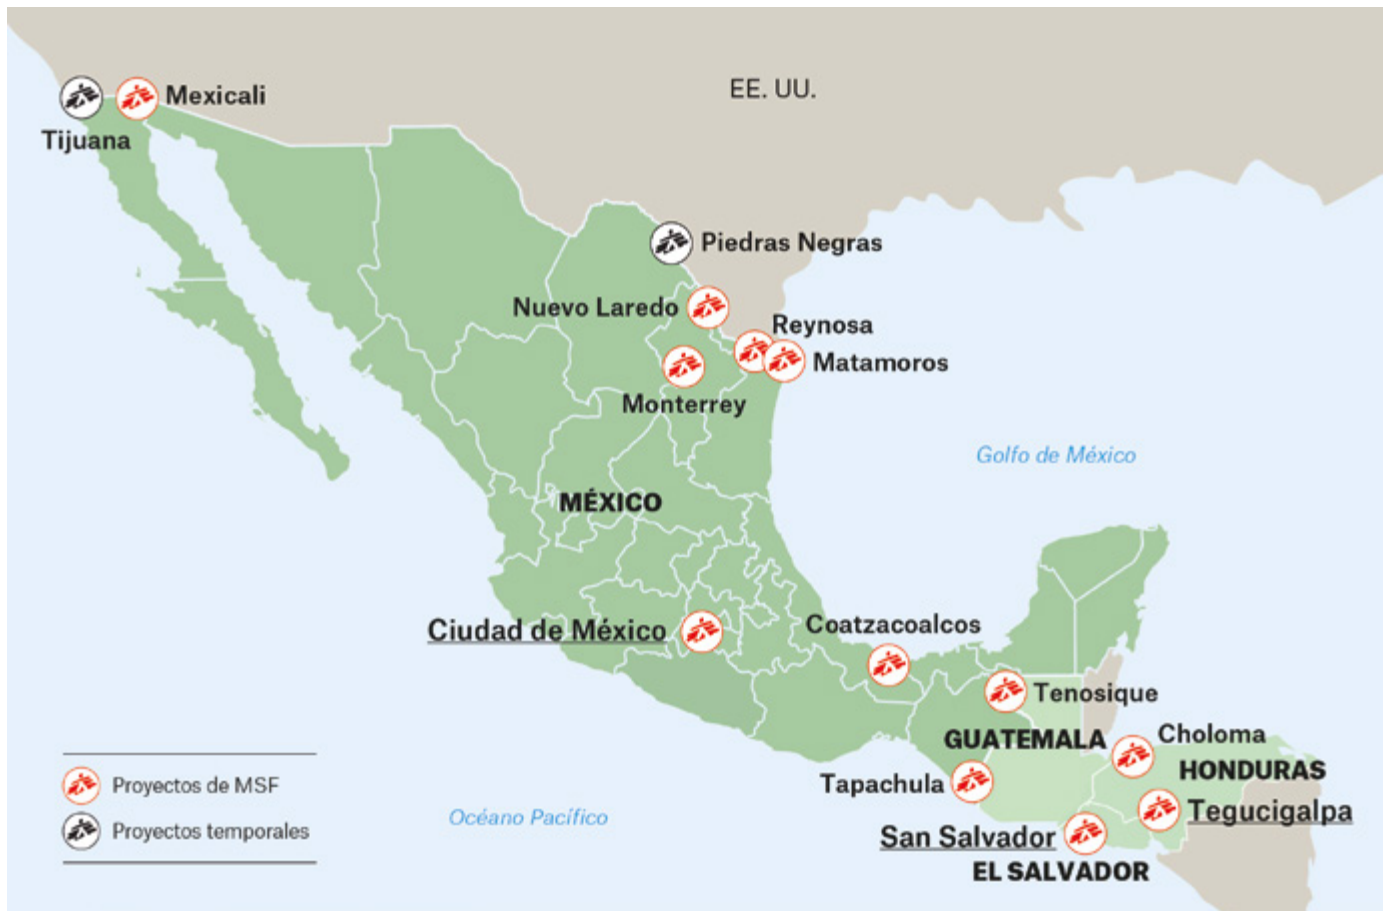 EE. UU.
Mexicali
Tijuana
Piedras Negras
Nuevo Laredo
Reynosa
Matamoros
Monterrey
Golfo de México
MÉXICO
Ciudad de México
Coatzacoalcos
Tenosique
GUATEMALA
Choloma
HONDURAS
Tapachula
Tegucigalpa
San Salvador
EL SALVADOR
Océano Pacífico
Proyectos de MSF
Proyectos temporales